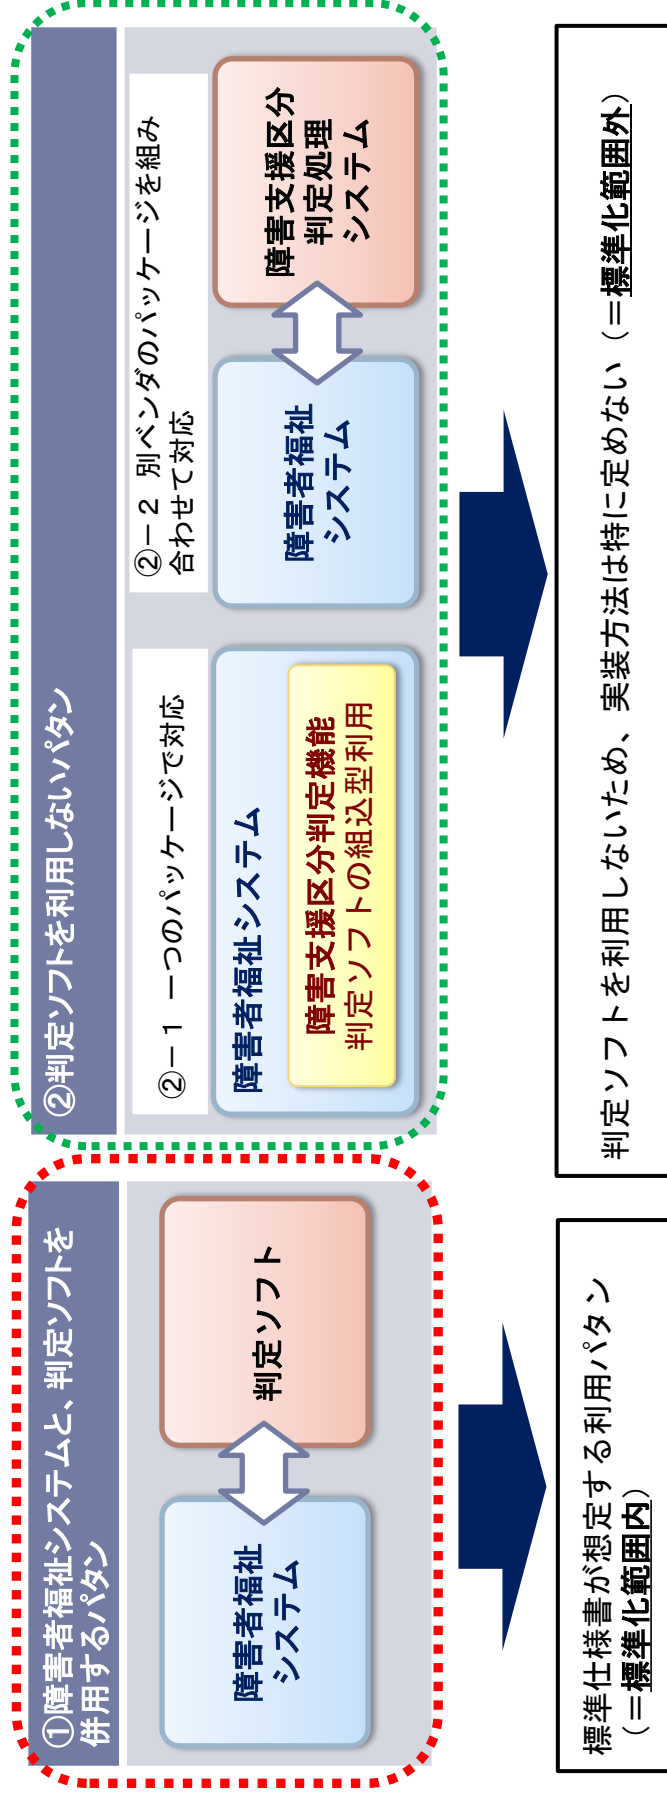 ①障害者福祉システムと、判定ソフトを
併用するパタン
障害者福祉
システム
判定ソフト
標準仕様書が想定する利用パタン
（＝標準化範囲内）
②判定ソフトを利用しないパタン
②－１ 一つのパッケージで対応
障害者福祉システム
障害支援区分判定機能
判定ソフトの組込型利用
②－２ 別ベンダのパッケージを組み
合わせて対応
障害者福祉
システム
障害支援区分
判定処理
システム
判定ソフトを利用しないため、実装方法は特に定めない（＝標準化範囲外）